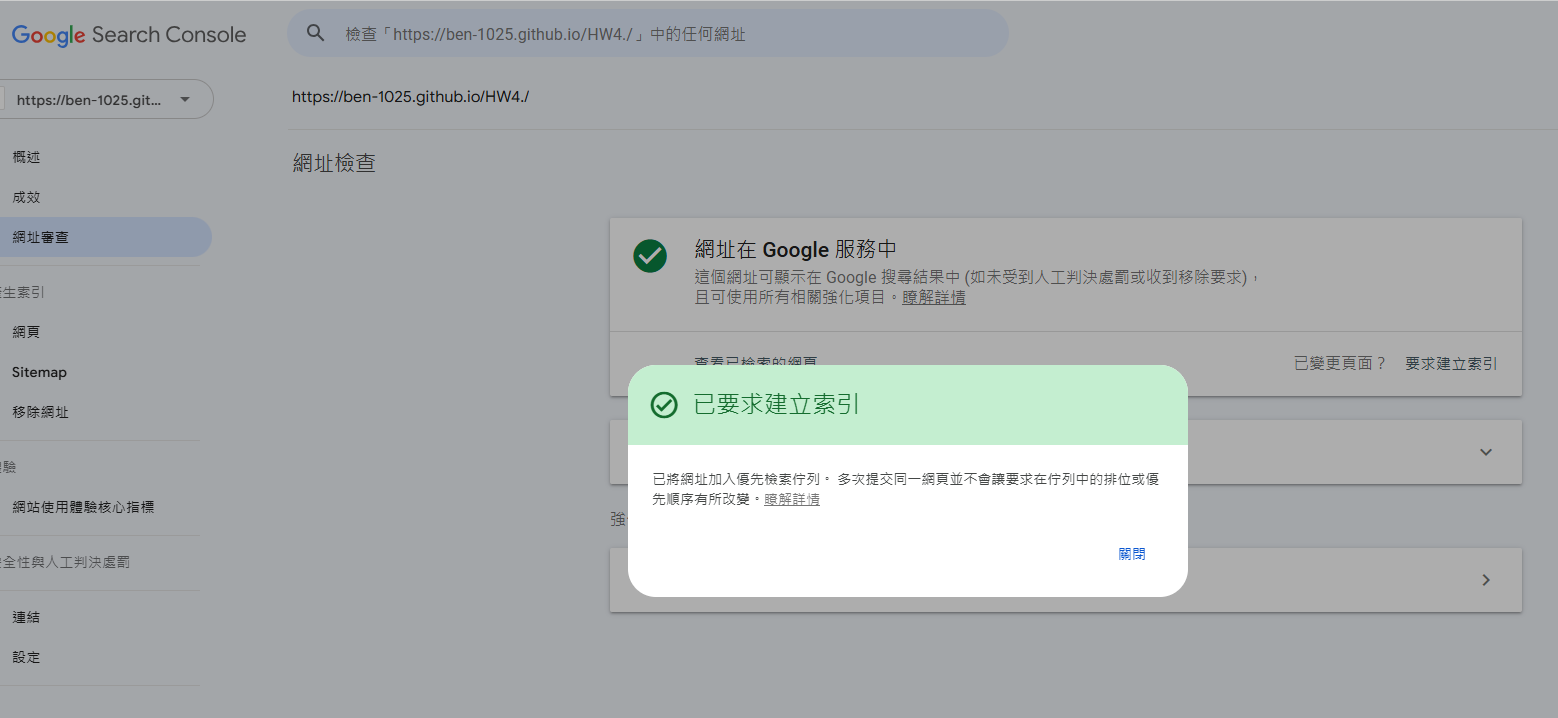 Google Search Console
檢查「https://ben-1025.github.io/HW4./」中的任何網址
https://ben-1025.git...
https://ben-1025.github.io/HW4./
概述
成效
網址審查
生索引
網頁
Sitemap
移除網址
驗
網站使用體驗核心指標
全性與人工判決處罰
連結
設定
網址檢查
網址在 Google 服務中
這個網址可顯示在 Google 搜尋結果中 (如未受到人工判決處罰或收到移除要求)，
且可使用所有相關強化項目。瞭解詳情
查看已檢索的網頁
已變更頁面？ 要求建立索引
已要求建立索引
已將網址加入優先檢索佇列。 多次提交同一網頁並不會讓要求在佇列中的排位或優
先順序有所改變。瞭解詳情
關閉
強